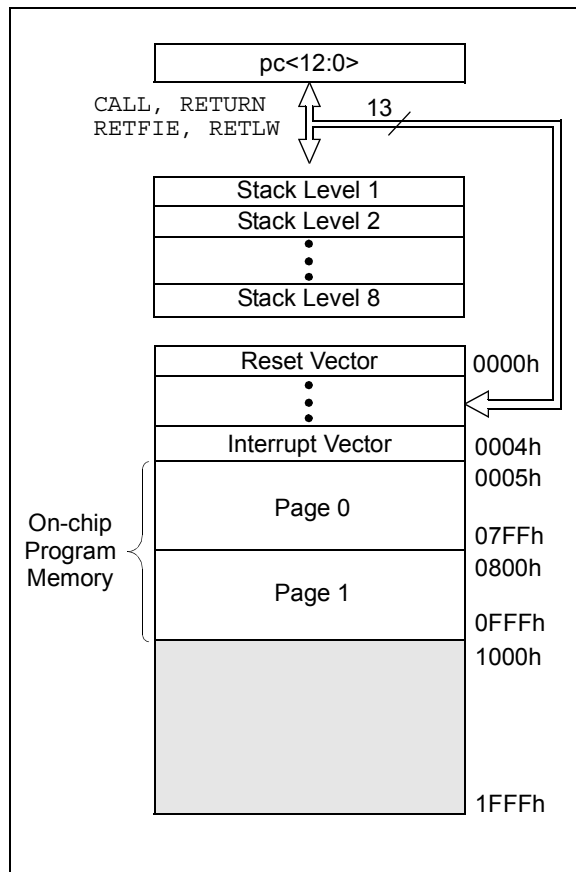 pc<12:0>
CALL, RETURN
RETFIE, RETLW
13
Stack Level 1
Stack Level 2
Stack Level 8
Reset Vector
0000h
Interrupt Vector
0004h
0005h
On-chip
Program
Memory
Page 0
07FFh
0800h
Page 1
0FFFh
1000h
1FFFh